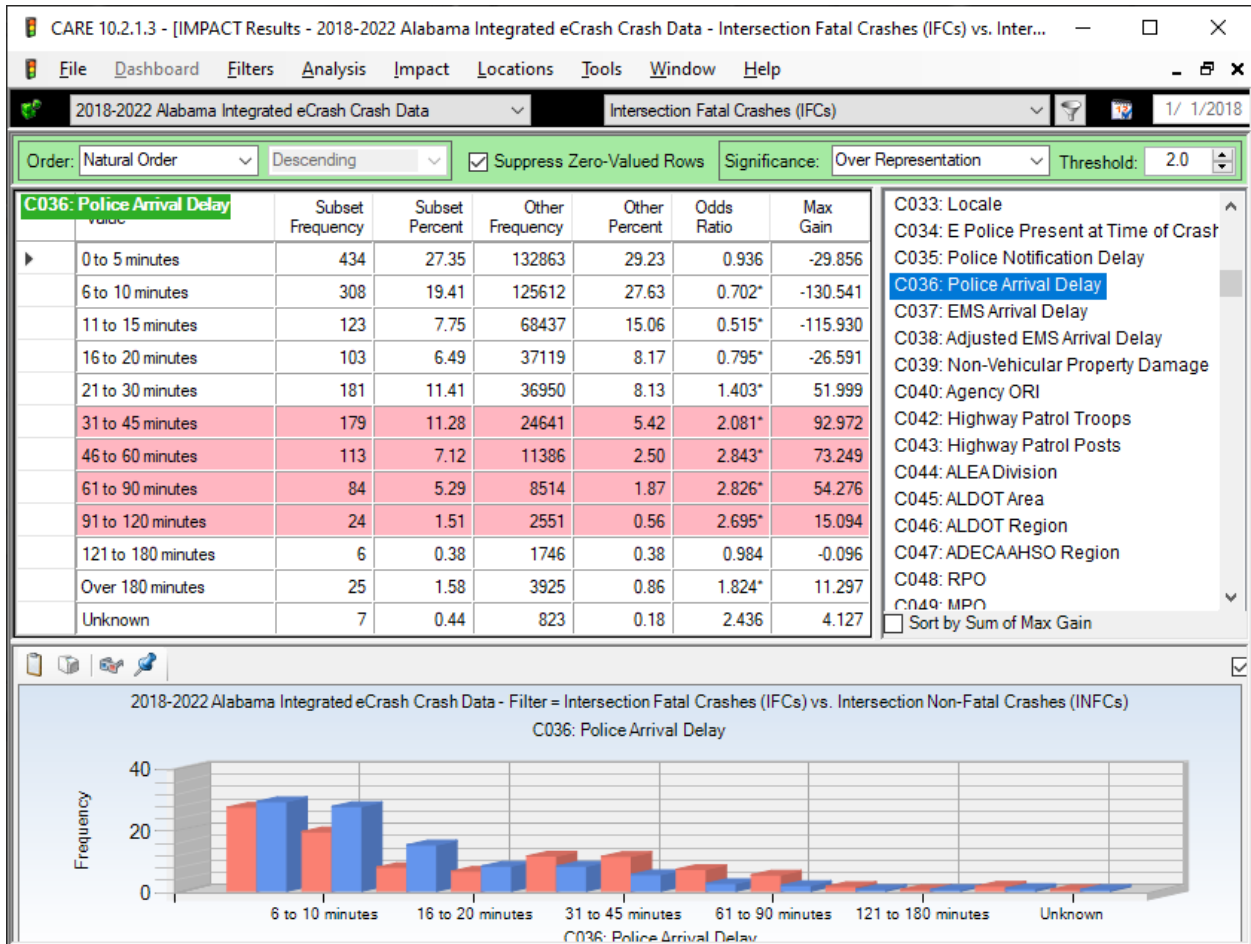 CARE 10.2.1.3 - [IMPACT Results - 2018-2022 Alabama Integrated eCrash Crash Data - Intersection Fatal Crashes (IFCs) vs. Inter...
File Dashboard Filters Analysis Impact Locations Tools Window Help
2018-2022 Alabama Integrated eCrash Crash Data Intersection Fatal Crashes (IFCs) 1/ 1/2018
Order: Natural Order Descending Suppress Zero-Valued Rows Significance: Over Representation Threshold: 2.0
C036: Police Arrival Delay Subset Frequency Subset Percent Other Frequency Other Percent Odds Ratio Max Gain
0 to 5 minutes 434 27.35 132863 29.23 0.936 -29.856
6 to 10 minutes 308 19.41 125612 27.63 0.702* -130.541
11 to 15 minutes 123 7.75 68437 15.06 0.515* -115.930
16 to 20 minutes 103 6.49 37119 8.17 0.795* -26.591
21 to 30 minutes 181 11.41 36950 8.13 1.403* 51.999
31 to 45 minutes 179 11.28 24641 5.42 2.081* 92.972
46 to 60 minutes 113 7.12 11386 2.50 2.843* 73.249
61 to 90 minutes 84 5.29 8514 1.87 2.826* 54.276
91 to 120 minutes 24 1.51 2551 0.56 2.695* 15.094
121 to 180 minutes 6 0.38 1746 0.38 0.984 -0.096
Over 180 minutes 25 1.58 3925 0.86 1.824* 11.297
Unknown 7 0.44 823 0.18 2.436 4.127
C033: Locale
C034: E Police Present at Time of Crash
C035: Police Notification Delay
C036: Police Arrival Delay
C037: EMS Arrival Delay
C038: Adjusted EMS Arrival Delay
C039: Non-Vehicular Property Damage
C040: Agency ORI
C042: Highway Patrol Troops
C043: Highway Patrol Posts
C044: ALEA Division
C045: ALDOT Area
C046: ALDOT Region
C047: ADECAAHSO Region
C048: RPO
C049: MPO
Sort by Sum of Max Gain
2018-2022 Alabama Integrated eCrash Crash Data - Filter = Intersection Fatal Crashes (IFCs) vs. Intersection Non-Fatal Crashes (INFCs)
C036: Police Arrival Delay
Frequency
40
20
0
6 to 10 minutes 16 to 20 minutes 31 to 45 minutes 61 to 90 minutes 121 to 180 minutes Unknown
C036: Police Arrival Delay